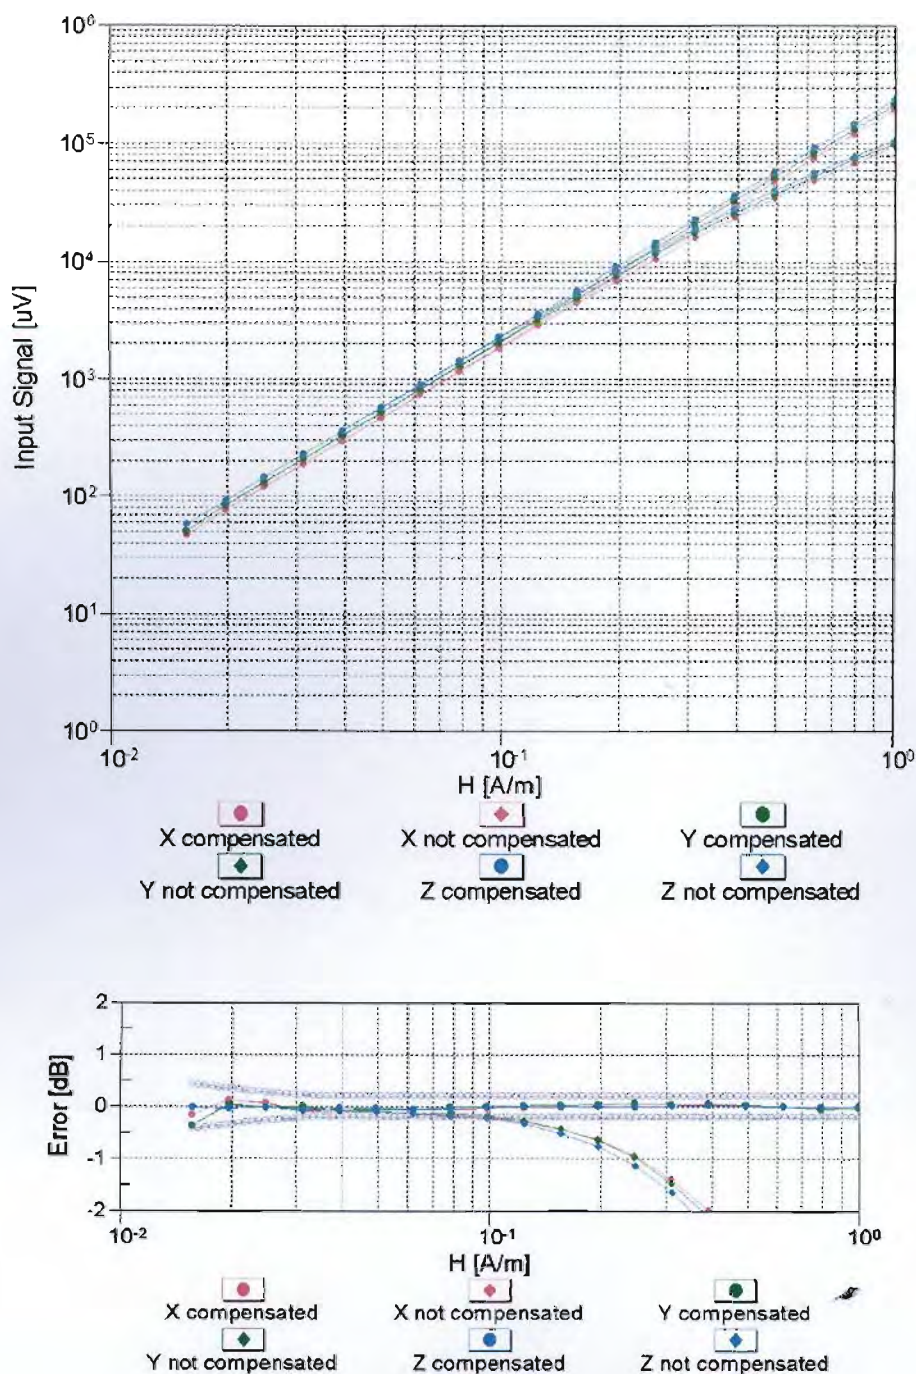 10⁶
10⁵
10⁴
10³
10²
10¹
10⁰
Input Signal [uV]
10⁻² 10⁻¹ 10⁰
H [A/m]
X compensated X not compensated Y compensated
Y not compensated Z compensated Z not compensated
2
1
0
-1
-2
Error [dB]
10⁻² 10⁻¹ 10⁰
H [A/m]
X compensated X not compensated Y compensated
Y not compensated Z compensated Z not compensated